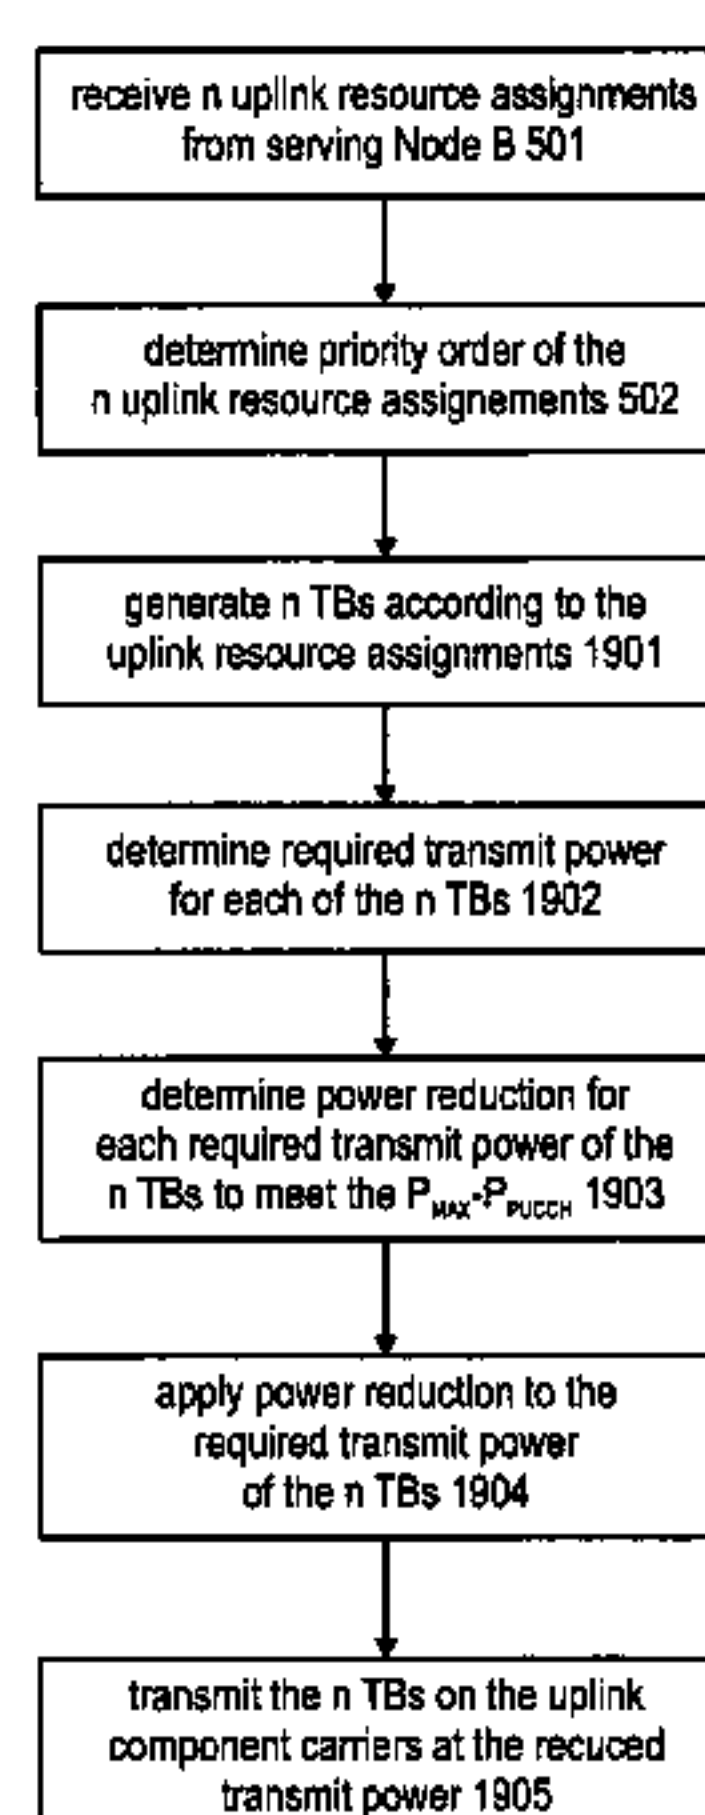 receive n uplink resource assignments
from serving Node B 501
determine priority order of the
n uplink resource assignements 502
generate n TBs according to the
uplink resource assignments 1901
determine required transmit power
for each of the n TBs 1902
determine power reduction for
each required transmit power of the
n TBs to meet the PMAX-PPUCCH 1903
apply power reduction to the
required transmit power
of the n TBs 1904
transmit the n TBs on the uplink
component carriers at the recuced
transmit power 1905